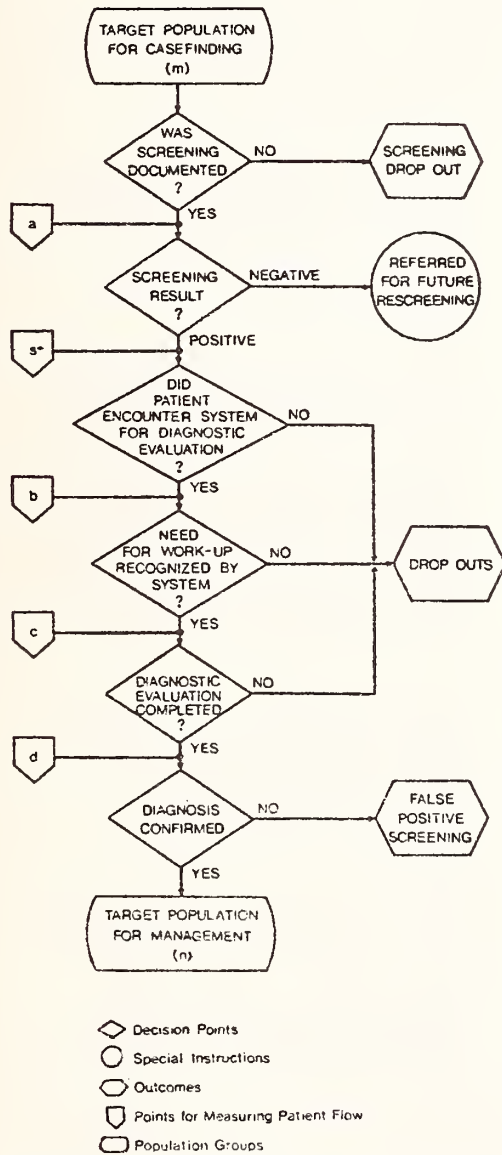 TARGET POPULATION
FOR CASEFINDING
(m)
WAS
SCREENING
DOCUMENTED
?
NO
SCREENING
DROP OUT
YES
a
SCREENING
RESULT
?
NEGATIVE
REFERRED
FOR FUTURE
RESCREENING
POSITIVE
s+
DID
PATIENT
ENCOUNTER SYSTEM
FOR DIAGNOSTIC
EVALUATION
?
NO
YES
b
NEED
FOR WORK-UP
RECOGNIZED BY
SYSTEM
?
NO
DROP OUTS
YES
c
DIAGNOSTIC
EVALUATION
COMPLETED
?
NO
YES
d
DIAGNOSIS
CONFIRMED
NO
FALSE
POSITIVE
SCREENING
YES
TARGET POPULATION
FOR MANAGEMENT
(n)
Decision Points
Special Instructions
Outcomes
Points for Measuring Patient Flow
Population Groups